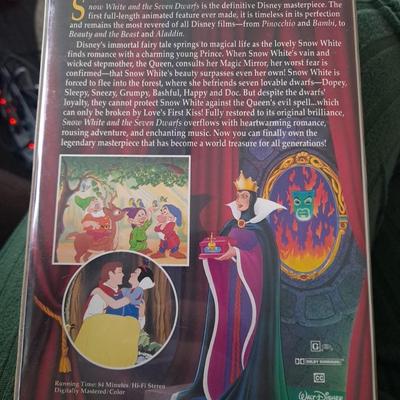 Snow White and the Seven Dwarfs is the definitive Disney masterpiece. The
first full-length animated feature ever made, it is timeless in its perfection
and remains the most revered of all Disney films—from Pinocchio and Bambi, to
Beauty and the Beast and Aladdin.
Disney's immortal fairy tale springs to magical life as the lovely Snow White
finds romance with a charming young Prince. When Snow White's vain and
wicked stepmother, the Queen, consults her Magic Mirror, her worst fear is
confirmed—that Snow White's beauty surpasses even her own! Snow White is
forced to flee into the forest, where she befriends seven lovable dwarfs—Dopey,
Sleepy, Sneezy, Grumpy, Bashful, Happy and Doc. But despite the dwarfs'
loyalty, they cannot protect Snow White against the Queen's evil spell...which
can only be broken by Love's First Kiss! Fully restored to its original brilliance,
Snow White and the Seven Dwarfs overflows with heartwarming romance,
rousing adventure, and enchanting music. Now you can finally own the
legendary masterpiece that has become a world treasure for all generations!
G
DOLBY SURROUND
CC
Running Time: 84 Minutes/Hi-Fi Stereo
Digitally Mastered/Color
WALT DISNEY